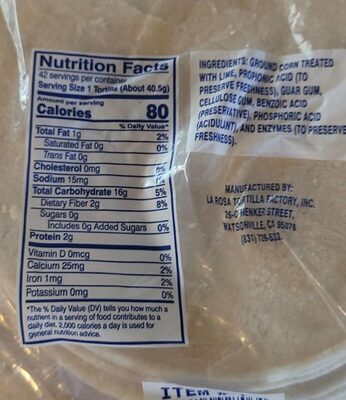 Nutrition Facts
42 servings per container
Serving Size 1 Tortilla (About 40.5g)
Amount per serving
Calories 80
% Daily Value*
Total Fat 1g 2%
Saturated Fat 0g 0%
Trans Fat 0g
Cholesterol 0mg 0%
Sodium 15mg 1%
Total Carbohydrate 16g 5%
Dietary Fiber 2g 8%
Sugars 0g
Includes 0g Added Sugars 0%
Protein 2g
Vitamin D 0mcg 0%
Calcium 25mg 2%
Iron 1mg 2%
Potassium 0mg 0%
*The % Daily Value (DV) tells you how much a
nutrient in a serving of food contributes to a
daily diet. 2,000 calories a day is used for
general nutrition advice.
INGREDIENTS: GROUND CORN TREATED
WITH LIME, PROPIONIC ACID (TO
PRESERVE FRESHNESS), GUAR GUM,
CELLULOSE GUM, BENZOIC ACID
(PRESERVATIVE), PHOSPHORIC ACID
(ACIDULANT), AND ENZYMES (TO PRESERVE
FRESHNESS).
MANUFACTURED BY:
LA ROSA TORTILLA FACTORY, INC.
MENKER STREET,
WATSONVILLE, CA 95076
(831)
ITEM